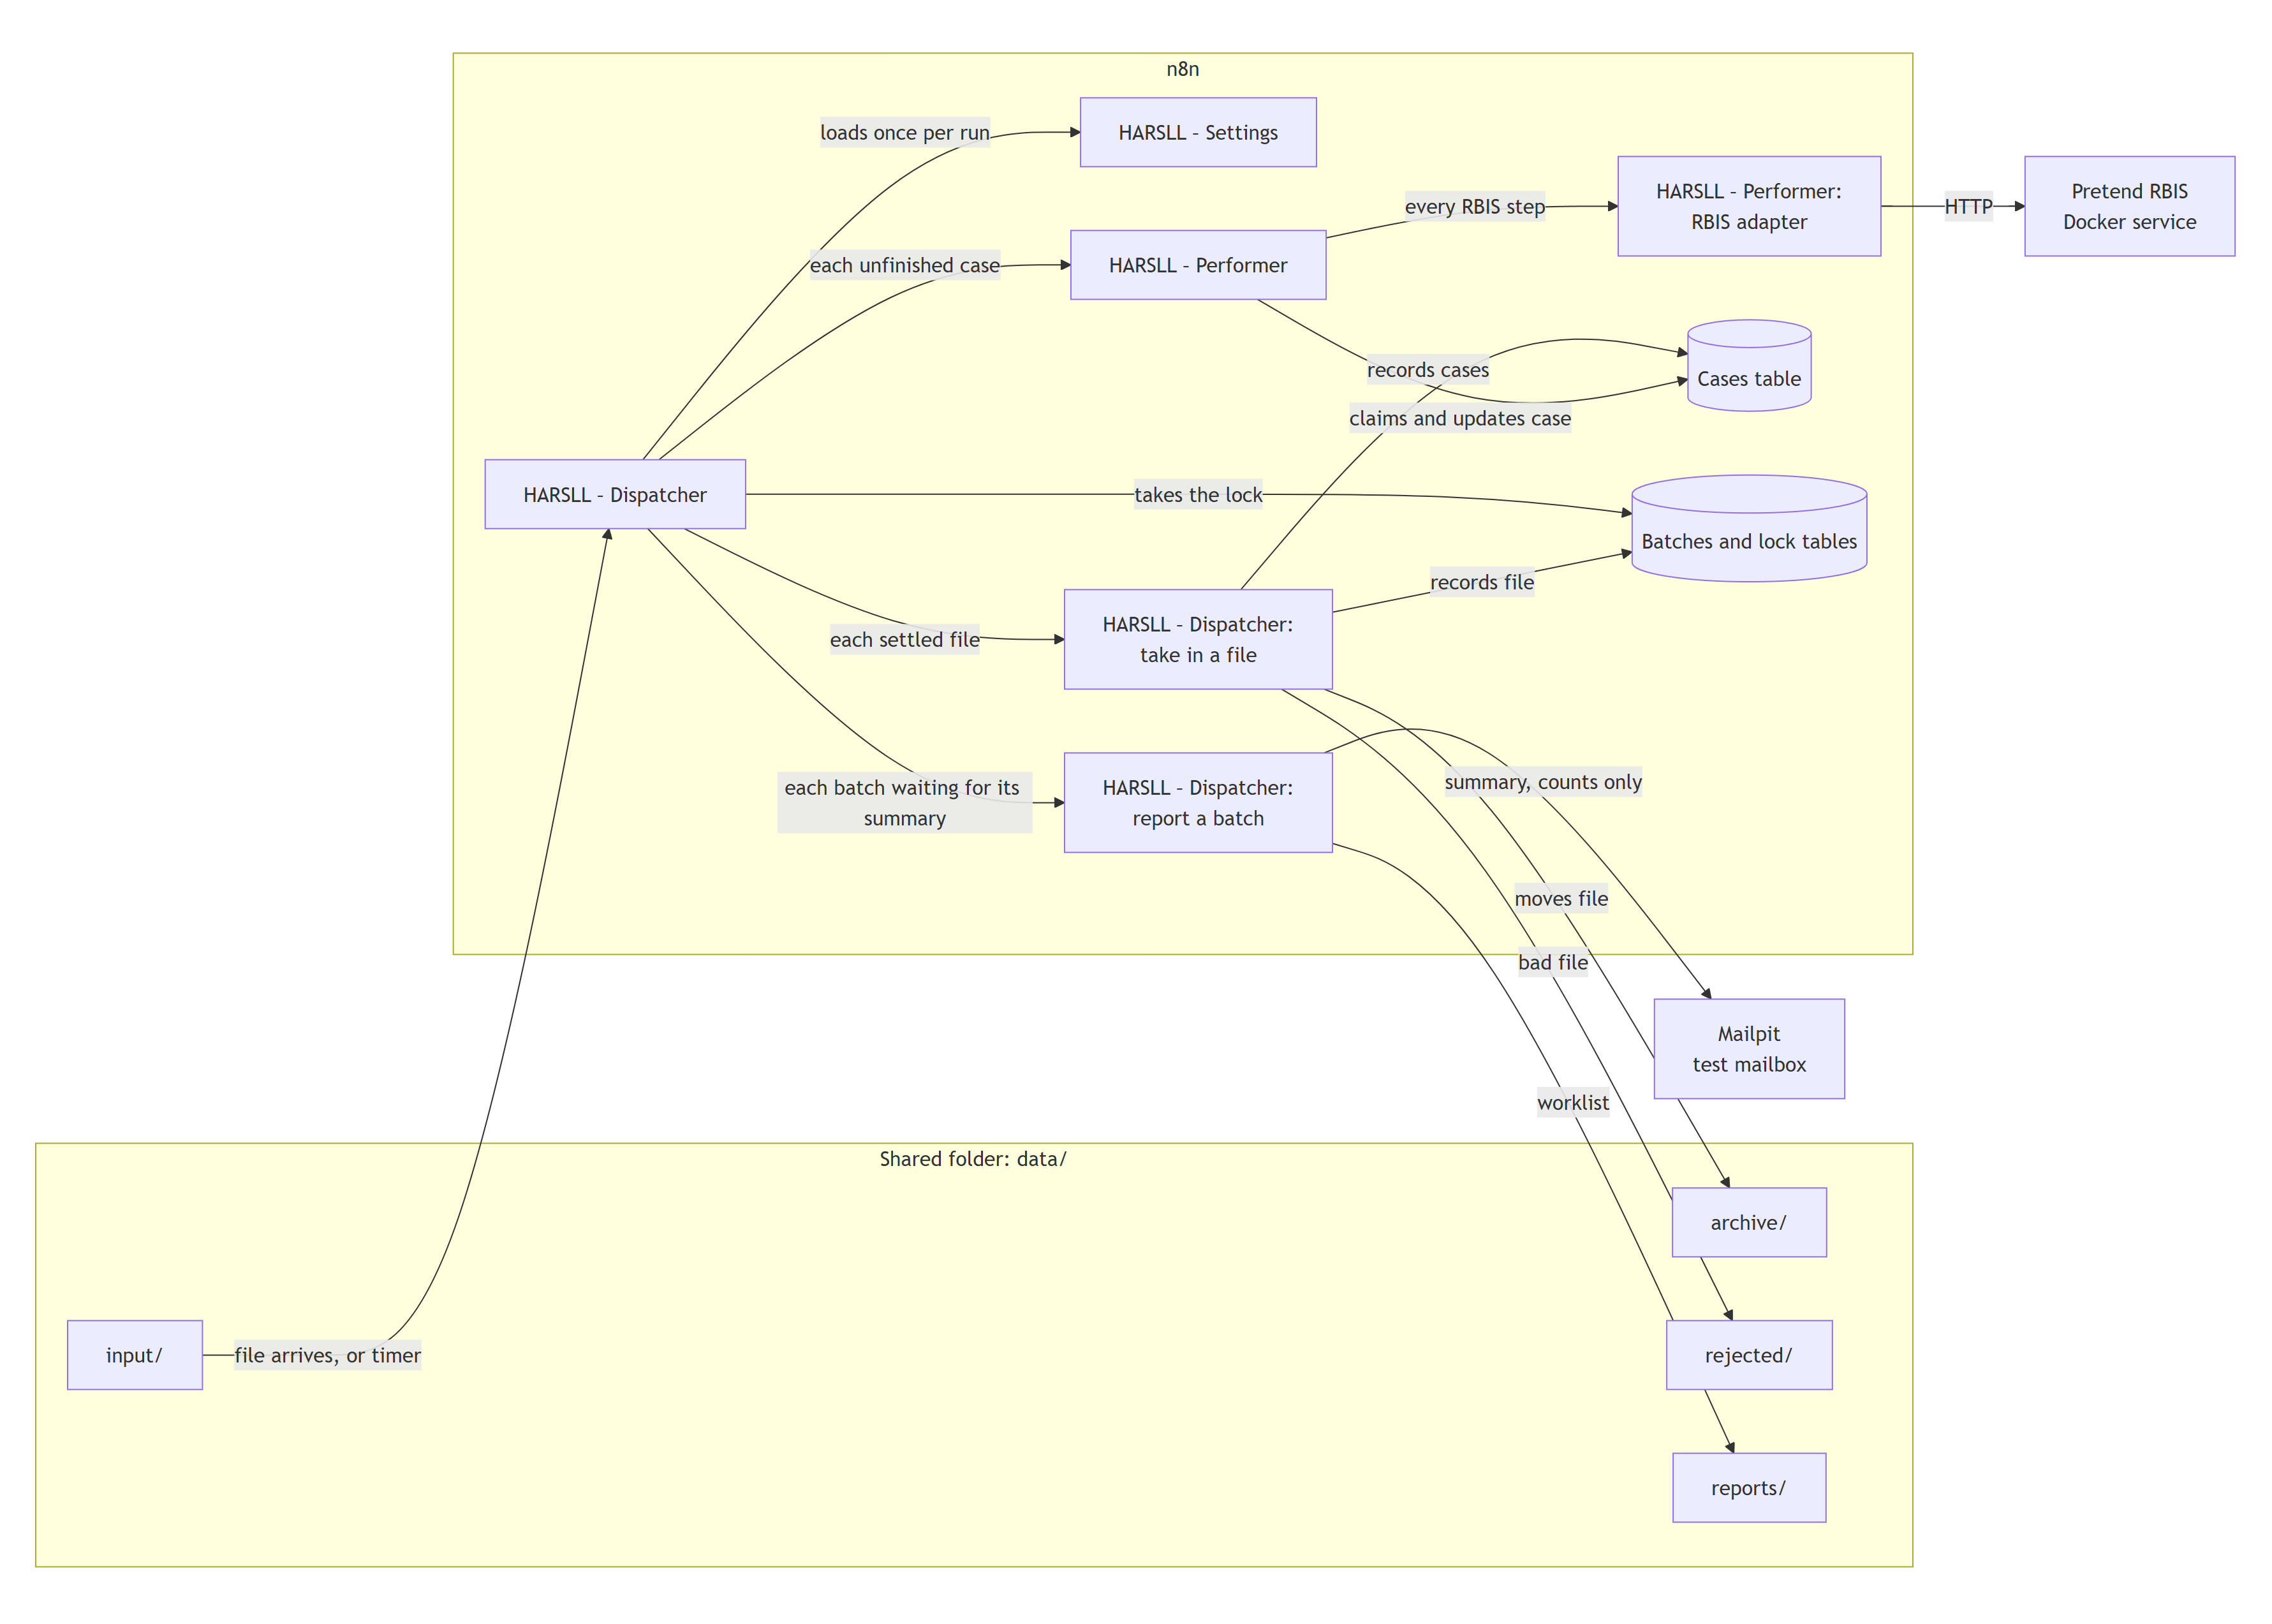 n8n
loads once per run
HARSLL - Settings
every RBIS step
HARSLL - Performer:
RBIS adapter
HTTP
Pretend RBIS
Docker service
each unfinished case
HARSLL - Performer
records cases
Cases table
claims and updates case
HARSLL - Dispatcher
takes the lock
Batches and lock tables
records file
each settled file
HARSLL - Dispatcher:
take in a file
each batch waiting for its
summary
HARSLL - Dispatcher:
report a batch
summary, counts only
moves file
bad file
Mailpit
test mailbox
worklist
Shared folder: data/
archive/
input/
file arrives, or timer
rejected/
reports/